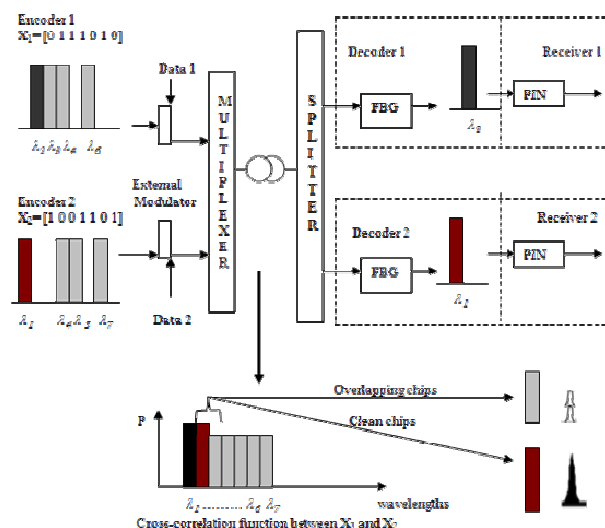 Encoder 1
X₁=[0 1 1 1 0 1 0]
Data 1
λ₂ λ₃ λ₄ λ₆
MULTIPLEXER
SPLITTER
Decoder 1
Receiver 1
FBG
PIN
External
Modulator
Encoder 2
X₂=[1 0 0 1 1 0 1]
λ₁ λ₄ λ₅ λ₇
Data 2
Decoder 2
Receiver 2
FBG
λ₁
PIN
Overlapping chips
Clean chips
P
λ₁ .......... λ₆ λ₇
wavelengths
Cross-correlation function between X₁ and X₂